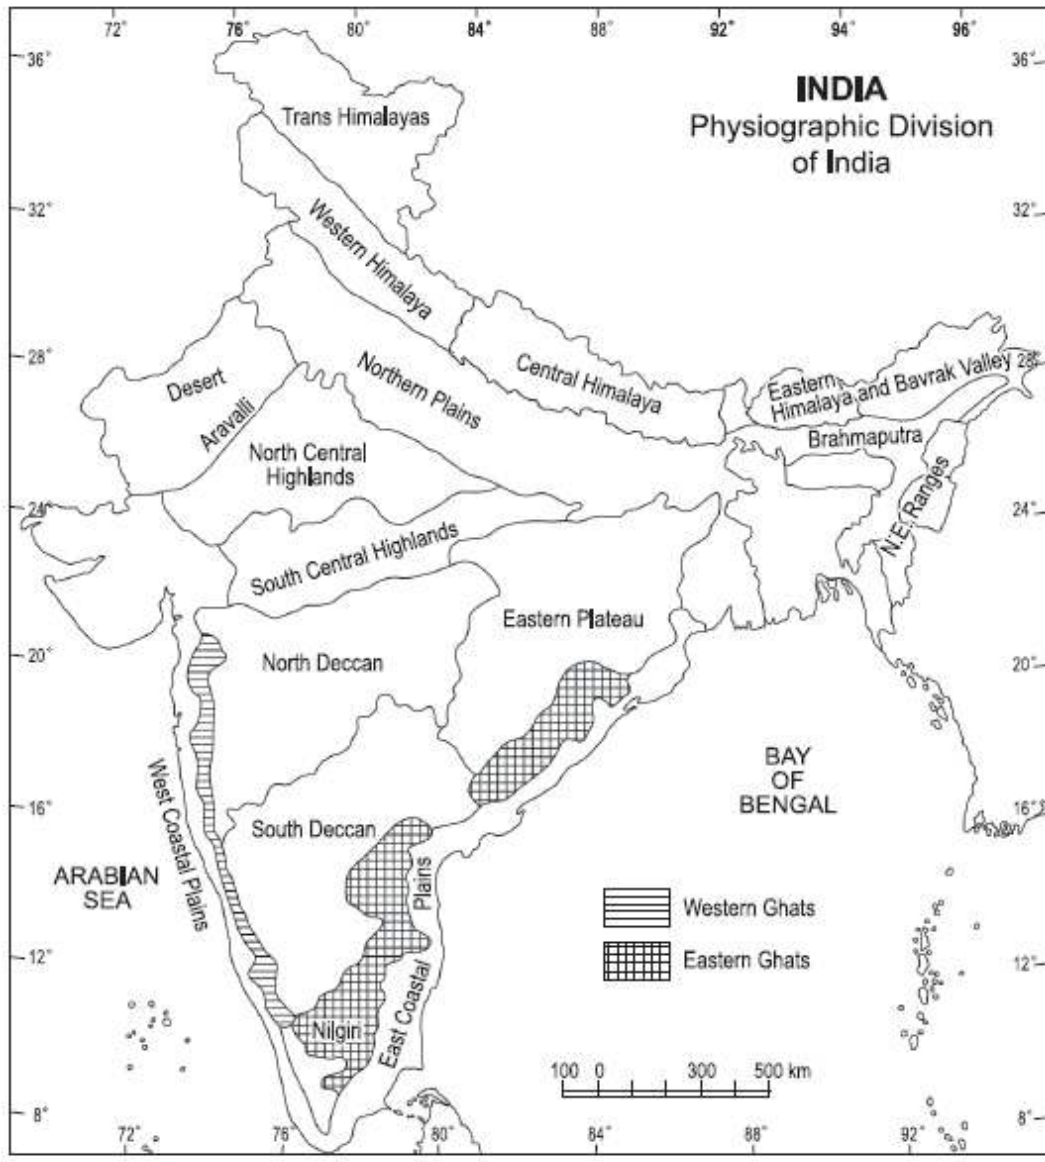 72° 76° 80° 84° 88° 92° 96°
36° 36°
INDIA
Physiographic Division
of India
Trans Himalayas
32° 32°
Western Himalaya
28° 28°
Desert
Aravalli
Northern Plains
Central Himalaya
Eastern
Himalaya and Bavrak Valley
Brahmaputra
North Central
Highlands
N.E. Ranges
24° 24°
South Central Highlands
Eastern Plateau
20° 20°
North Deccan
West Coastal Plains
BAY
OF
BENGAL
16° 16°
South Deccan
ARABIAN
SEA
Plains
East Coastal
Western Ghats
Eastern Ghats
12° 12°
Nilgiri
100 0 300 500 km
8° 8°
72° 76° 80° 84° 88° 92°